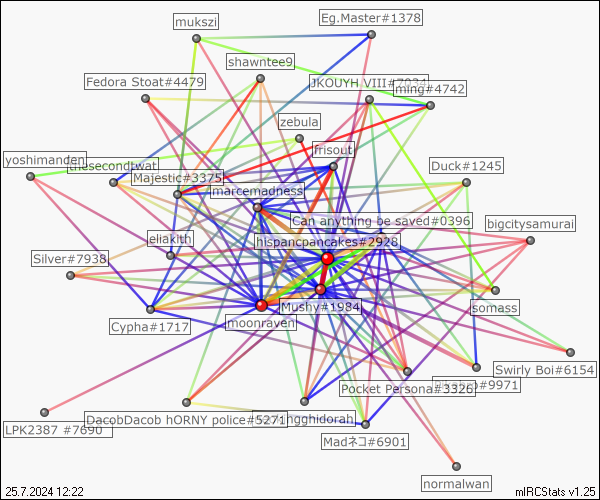 Eg.Master#1378
mukszi
shawntee9
Fedora Stoat#4479
JKOUYH VIII#7034
ming#4742
zebula
frisout
yoshimanden
thesecondtwat
Duck#1245
Majestic#3375
marcemadness
Can anything be saved#0396
bigcitysamurai
eliakith
hispancpancakes#2928
Silver#7938
somass
Mushy#1984
moonraven
Cypha#1717
Swirly Boi#6154
#9971
Pocket Persona#3326
DacobDacob hORNY police#5271
ngghidorah
LPK2387 #7690
Madネコ#6901
normalwan
25.7.2024 12:22
mIRCStats v1.25